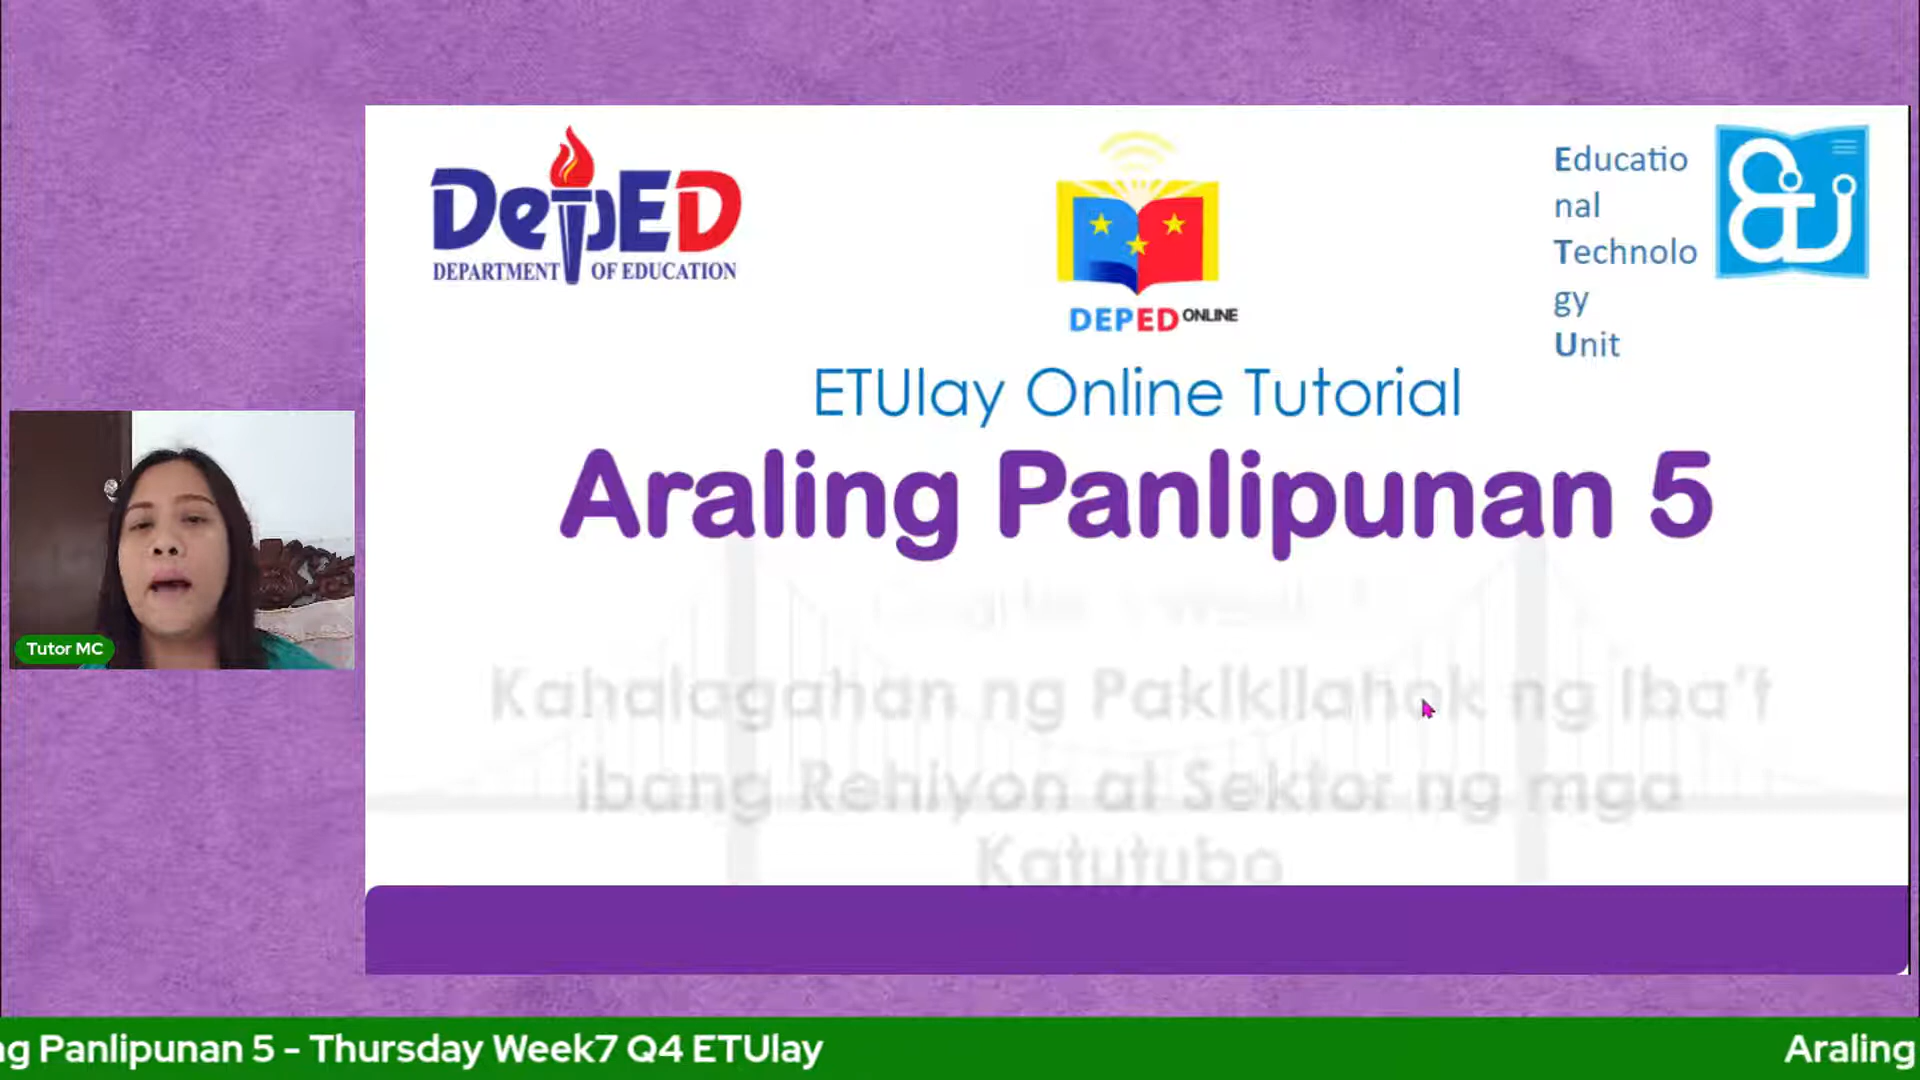 DepED
DEPARTMENT OF EDUCATION
DEPED ONLINE
Educatio
nal
Technolo
gy
Unit
ETUlay Online Tutorial
Araling Panlipunan 5
Kahalagahan ng Pakikilahok ng Iba't
ibang Rehiyon at Sektor ng mga
Katutubo
Tutor MC
ng Panlipunan 5 - Thursday Week7 Q4 ETUlay
Araling